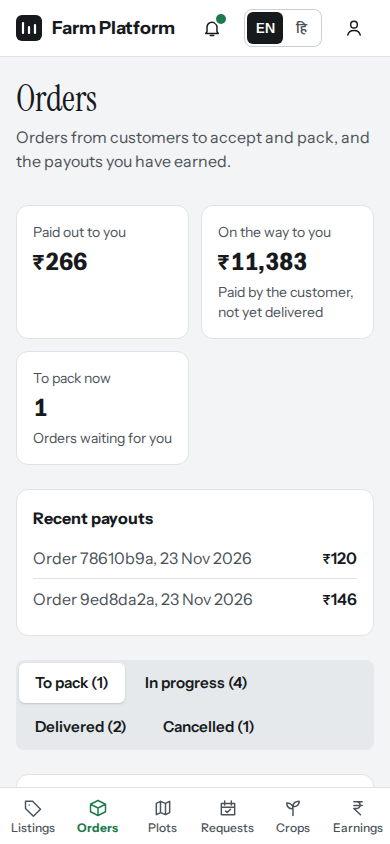 Farm Platform
EN
हि
Orders
Orders from customers to accept and pack, and
the payouts you have earned.
Paid out to you
₹266
On the way to you
₹11,383
Paid by the customer,
not yet delivered
To pack now
1
Orders waiting for you
Recent payouts
Order 78610b9a, 23 Nov 2026
₹120
Order 9ed8da2a, 23 Nov 2026
₹146
To pack (1)
In progress (4)
Delivered (2)
Cancelled (1)
Listings
Orders
Plots
Requests
Crops
Earnings